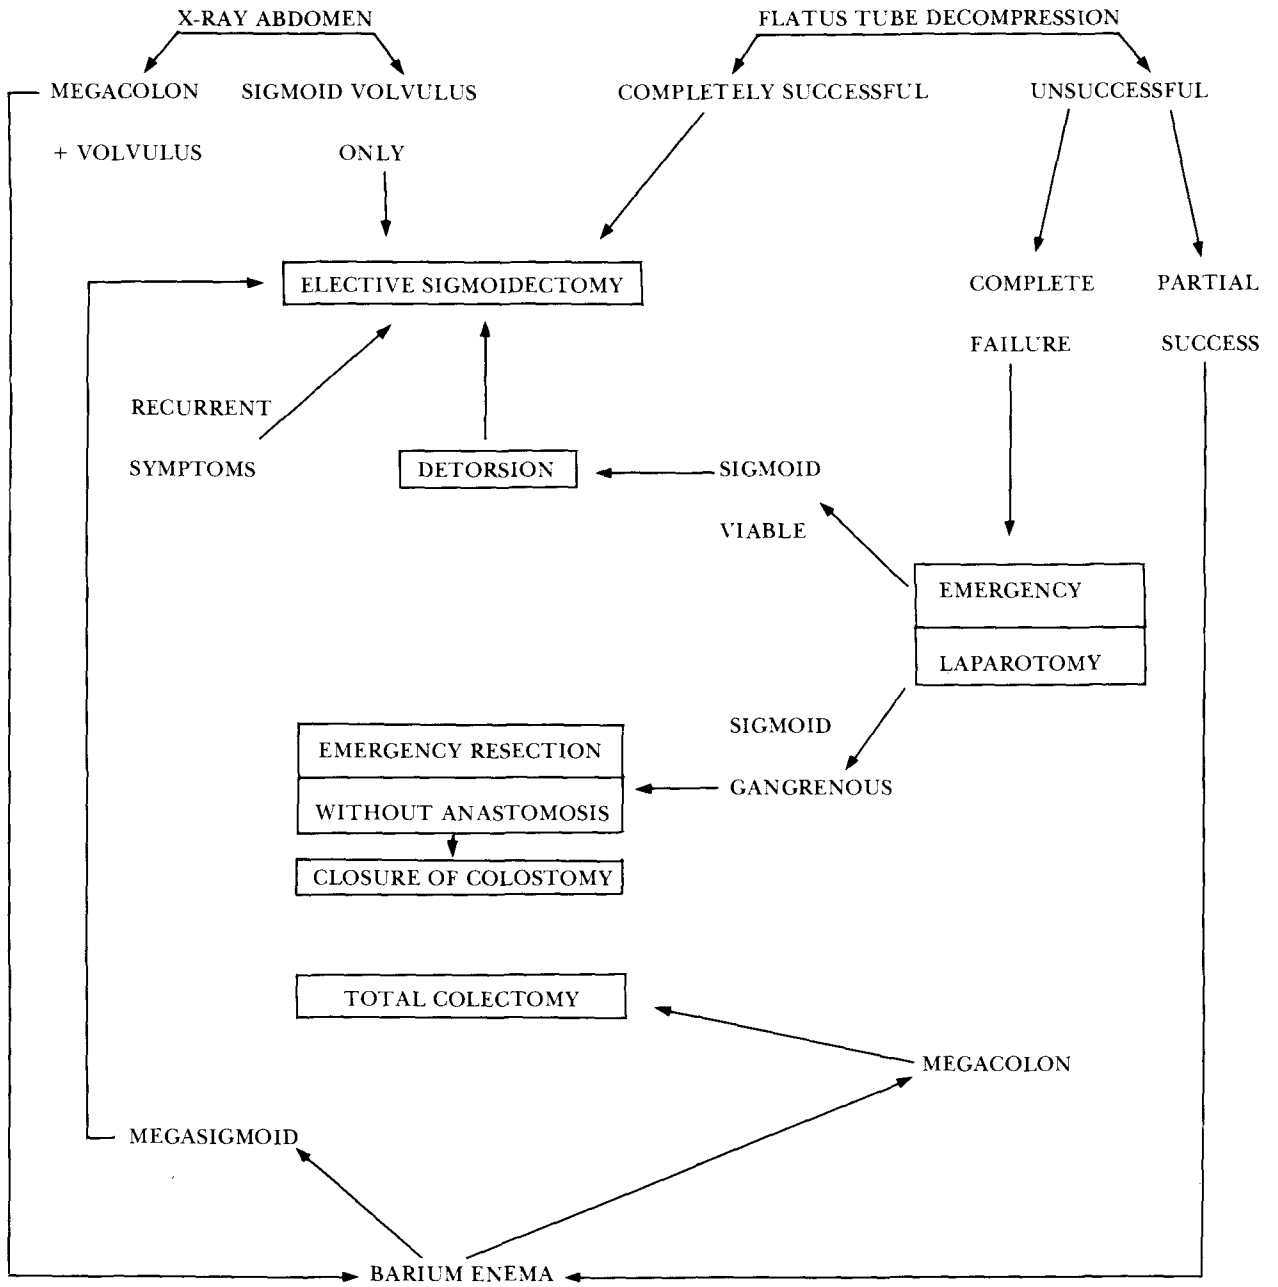 X-RAY ABDOMEN
FLATUS TUBE DECOMPRESSION
MEGACOLON
+ VOLVULUS
SIGMOID VOLVULUS
ONLY
COMPLETELY SUCCESSFUL
UNSUCCESSFUL
ELECTIVE SIGMOIDECTOMY
COMPLETE
FAILURE
PARTIAL
SUCCESS
RECURRENT
SYMPTOMS
DETORSION
SIGMOID
VIABLE
EMERGENCY
LAPAROTOMY
SIGMOID
GANGRENOUS
EMERGENCY RESECTION
WITHOUT ANASTOMOSIS
CLOSURE OF COLOSTOMY
TOTAL COLECTOMY
MEGACOLON
MEGASIGMOID
BARIUM ENEMA